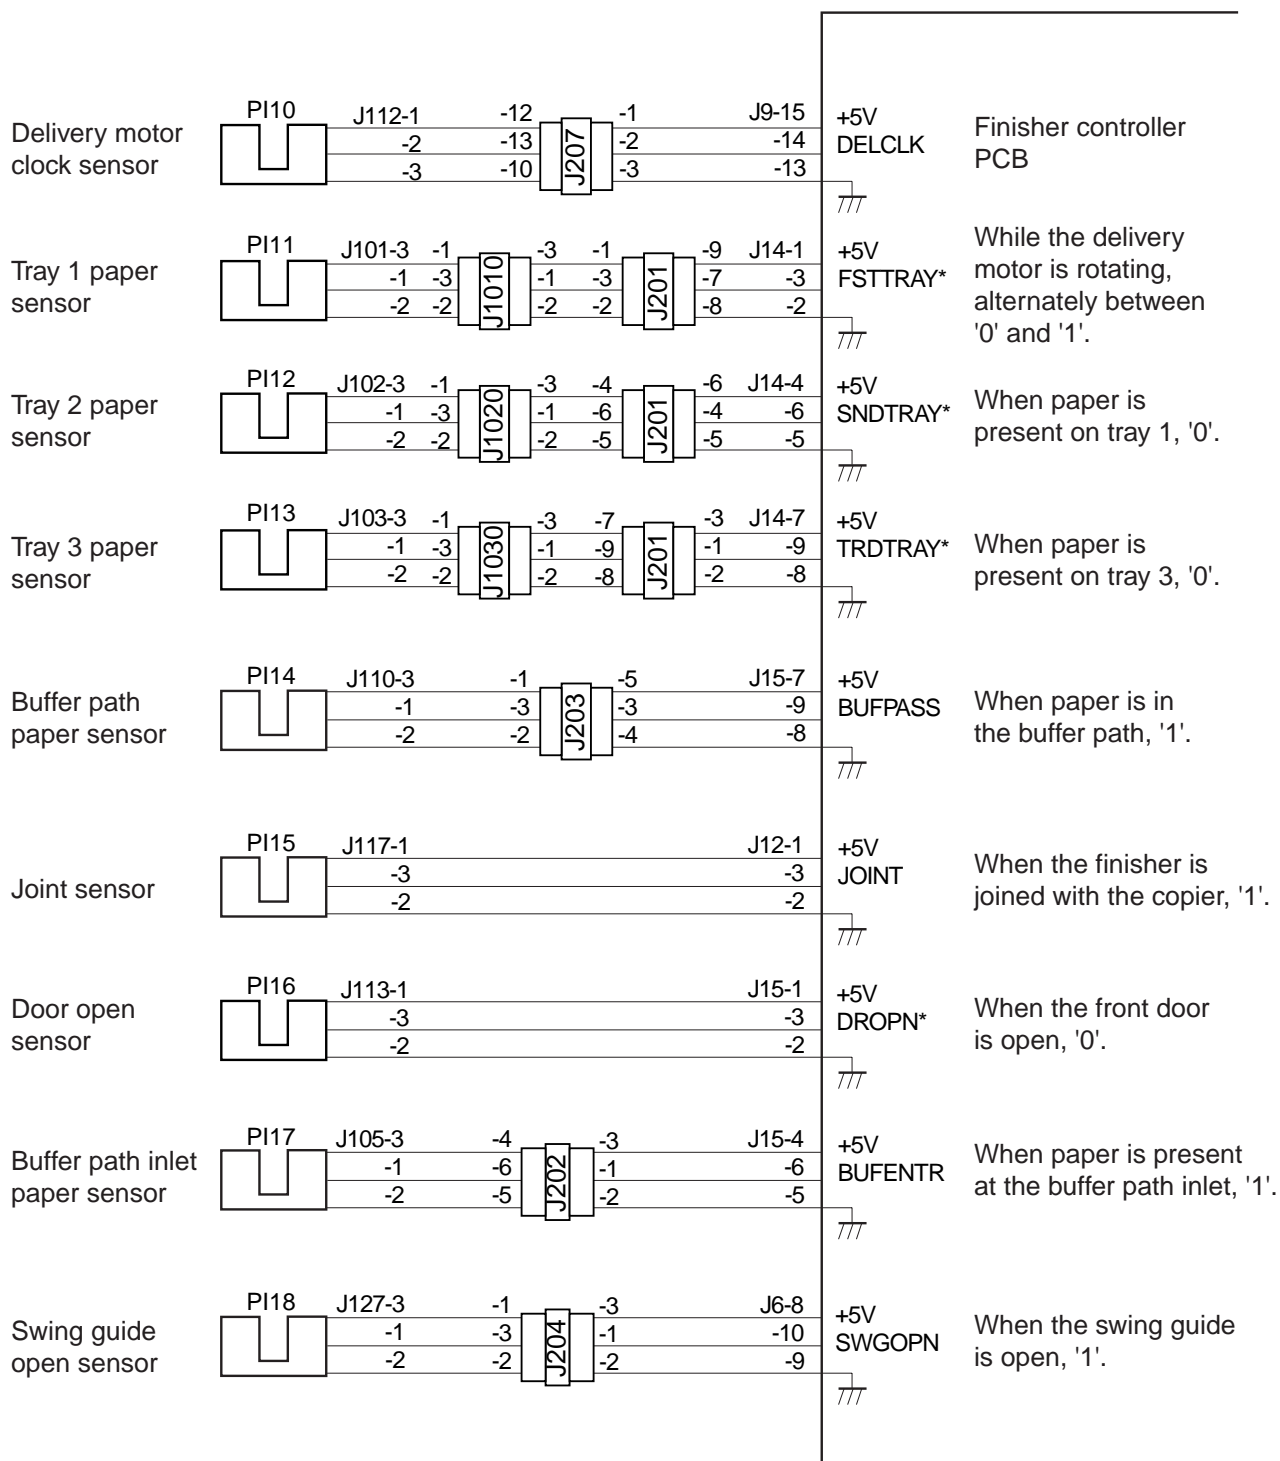 PI10
J112-1 -12 -1 J9-15 +5V
Delivery motor -2 -13 J207 -2 -14 DELCLK Finisher controller
clock sensor -3 -10 -3 -13 PCB
PI11
J101-3 -1 -3 -1 -9 J14-1 +5V While the delivery
Tray 1 paper -1 -3 J1010 -1 -3 J201 -7 -3 FSTTRAY* motor is rotating,
sensor -2 -2 -2 -2 -8 -2 alternately between
'0' and '1'.
PI12
J102-3 -1 -3 -4 -6 J14-4 +5V
Tray 2 paper -1 -3 J1020 -1 -6 J201 -4 -6 SNDTRAY* When paper is
sensor -2 -2 -2 -5 -5 -5 present on tray 1, '0'.
PI13
J103-3 -1 -3 -7 -3 J14-7 +5V
Tray 3 paper -1 -3 J1030 -1 -9 J201 -1 -9 TRDTRAY* When paper is
sensor -2 -2 -2 -8 -2 -8 present on tray 3, '0'.
PI14
J110-3 -1 -5 J15-7 +5V
Buffer path -1 -3 J203 -3 -9 BUFPASS When paper is in
paper sensor -2 -2 -4 -8 the buffer path, '1'.
PI15
J117-1 J12-1 +5V
-3 -3 JOINT When the finisher is
Joint sensor -2 -2 joined with the copier, '1'.
PI16
J113-1 J15-1 +5V
Door open -3 -3 DROPN* When the front door
sensor -2 -2 is open, '0'.
PI17
J105-3 -4 -3 J15-4 +5V
Buffer path inlet -1 -6 J202 -1 -6 BUFENTR When paper is present
paper sensor -2 -5 -2 -5 at the buffer path inlet, '1'.
PI18
J127-3 -1 -3 J6-8 +5V
Swing guide -1 -3 J204 -1 -10 SWGOPN When the swing guide
open sensor -2 -2 -2 -9 is open, '1'.